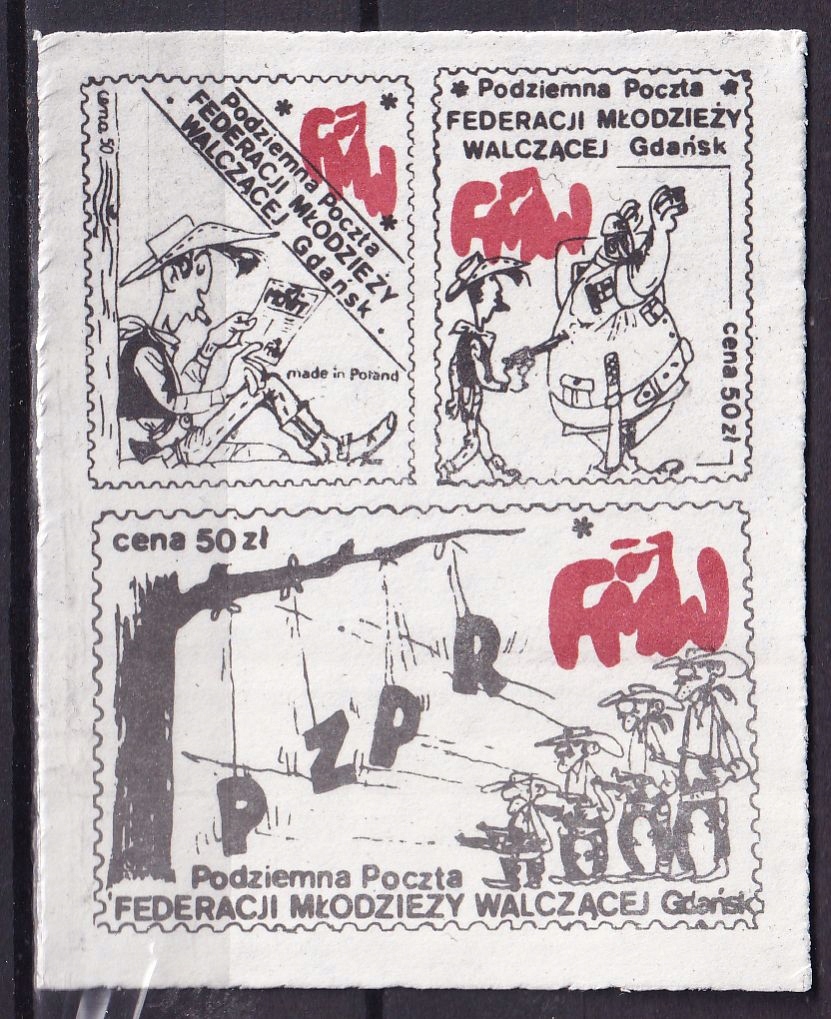 cena 50
Podziemna Poczta
FEDERACJI MŁODZIEŻY
WALCZĄCEJ Gdańsk
FMW
made in Poland
* Podziemna Poczta *
FEDERACJI MŁODZIEŻY
WALCZĄCEJ Gdańsk
FMW
cena 50 zł
cena 50 zł
FMW
P Z P R
Podziemna Poczta
FEDERACJI MŁODZIEŻY WALCZĄCEJ Gdańsk